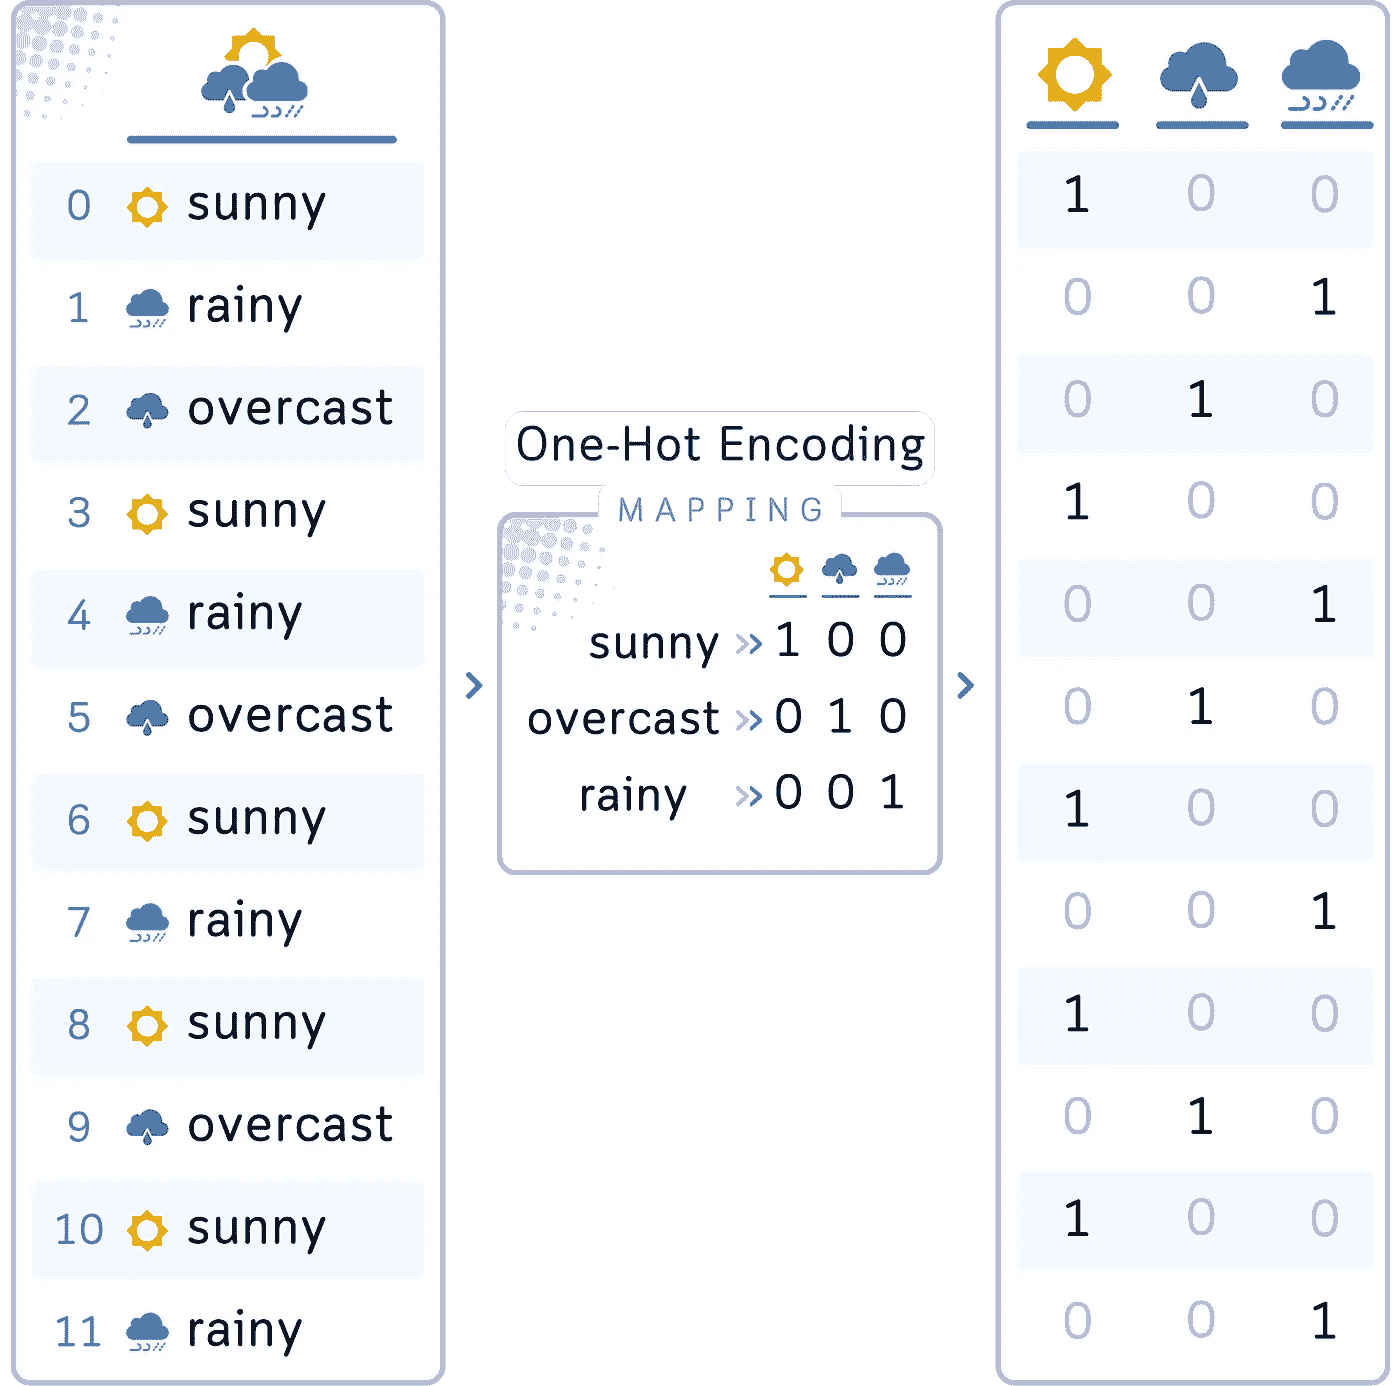 0 sunny
1 rainy
2 overcast
3 sunny
4 rainy
5 overcast
6 sunny
7 rainy
8 sunny
9 overcast
10 sunny
11 rainy
One-Hot Encoding
MAPPING
sunny » 1 0 0
overcast » 0 1 0
rainy » 0 0 1
1 0 0
0 0 1
0 1 0
1 0 0
0 0 1
0 1 0
1 0 0
0 0 1
1 0 0
0 1 0
1 0 0
0 0 1